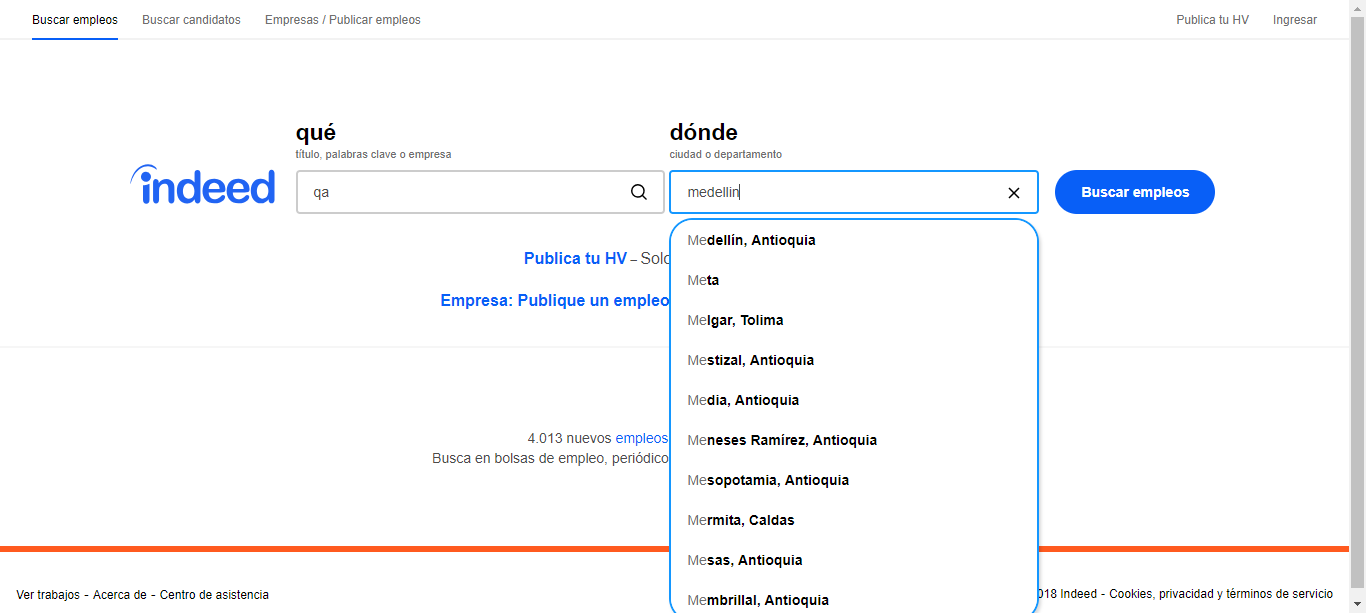 Buscar empleos Buscar candidatos Empresas / Publicar empleos Publica tu HV Ingresar
qué dónde
título, palabras clave o empresa ciudad o departamento
indeed qa medellin Buscar empleos
Medellín, Antioquia
Publica tu HV – Solo
Meta
Empresa: Publique un empleo
Melgar, Tolima
Mestizal, Antioquia
Media, Antioquia
4.013 nuevos empleos Meneses Ramírez, Antioquia
Busca en bolsas de empleo, periódico
Mesopotamia, Antioquia
Mermita, Caldas
Mesas, Antioquia
Ver trabajos - Acerca de - Centro de asistencia 018 Indeed - Cookies, privacidad y términos de servicio
Membrillal, Antioquia